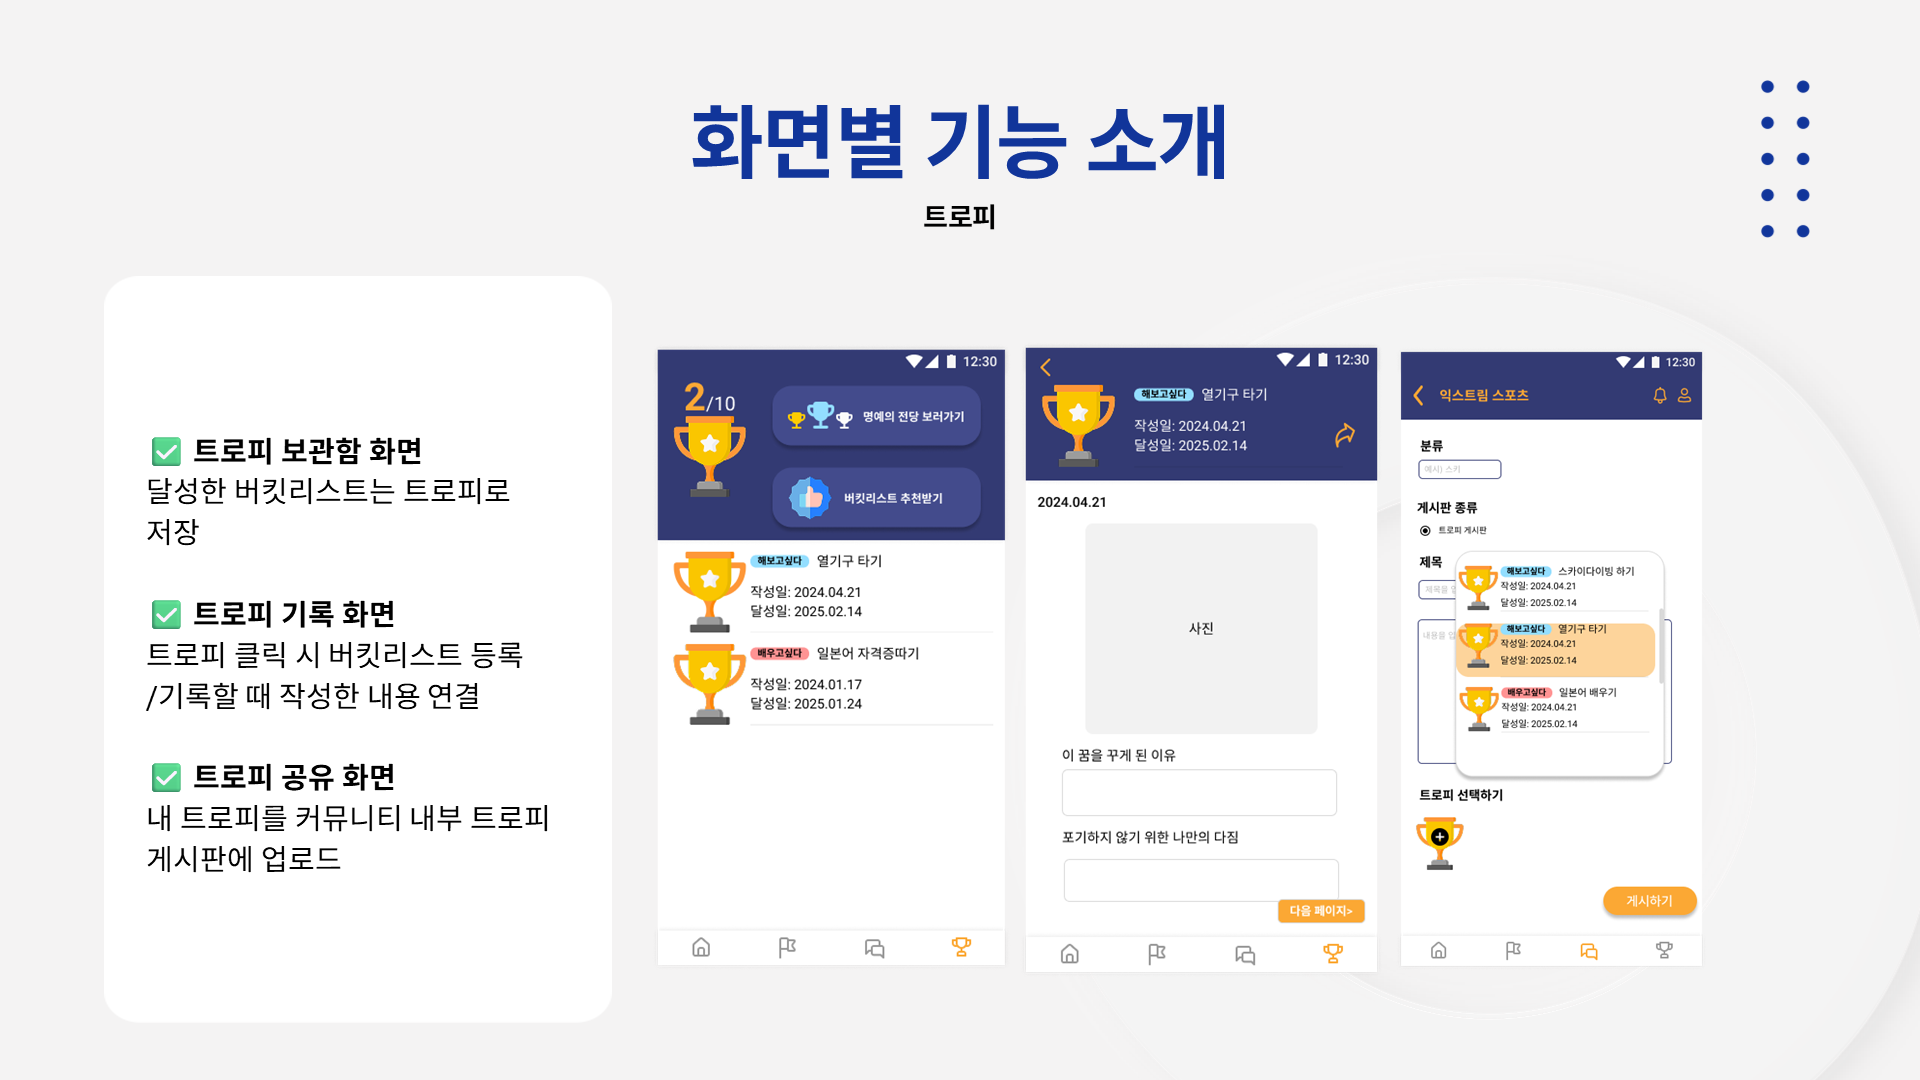 화면별 기능 소개
트로피
✅ 트로피 보관함 화면
달성한 버킷리스트는 트로피로
저장
✅ 트로피 기록 화면
트로피 클릭 시 버킷리스트 등록
/기록할 때 작성한 내용 연결
✅ 트로피 공유 화면
내 트로피를 커뮤니티 내부 트로피
게시판에 업로드
12:30
2/10
명예의 전당 보러가기
버킷리스트 추천받기
해보고싶다 열기구 타기
작성일: 2024.04.21
달성일: 2025.02.14
배우고싶다 일본어 자격증따기
작성일: 2024.01.17
달성일: 2025.01.24
12:30
해보고싶다 열기구 타기
작성일: 2024.04.21
달성일: 2025.02.14
2024.04.21
사진
이 꿈을 꾸게 된 이유
포기하지 않기 위한 나만의 다짐
다음 페이지>
12:30
익스트림 스포츠
분류
예시) 스키
게시판 종류
트로피 게시판
제목
제목을
내용을
해보고싶다 스카이다이빙 하기
작성일: 2024.04.21
달성일: 2025.02.14
해보고싶다 열기구 타기
작성일: 2024.04.21
달성일: 2025.02.14
배우고싶다 일본어 배우기
작성일: 2024.04.21
달성일: 2025.02.14
트로피 선택하기
게시하기